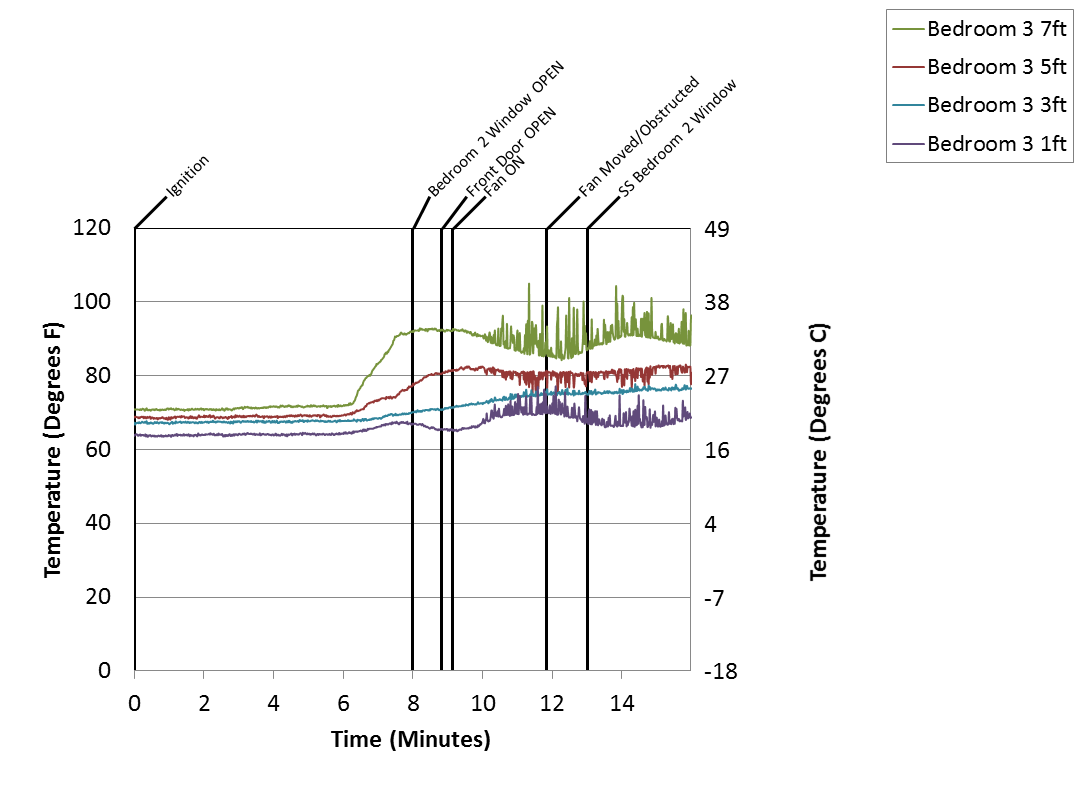 Bedroom 3 7ft
Bedroom 3 5ft
Bedroom 3 3ft
Bedroom 3 1ft
Ignition
Bedroom 2 Window OPEN
Front Door OPEN
Fan ON
Fan Moved/Obstructed
SS Bedroom 2 Window
Temperature (Degrees F)
120
100
80
60
40
20
0
49
38
27
16
4
-7
-18
Temperature (Degrees C)
0 2 4 6 8 10 12 14
Time (Minutes)